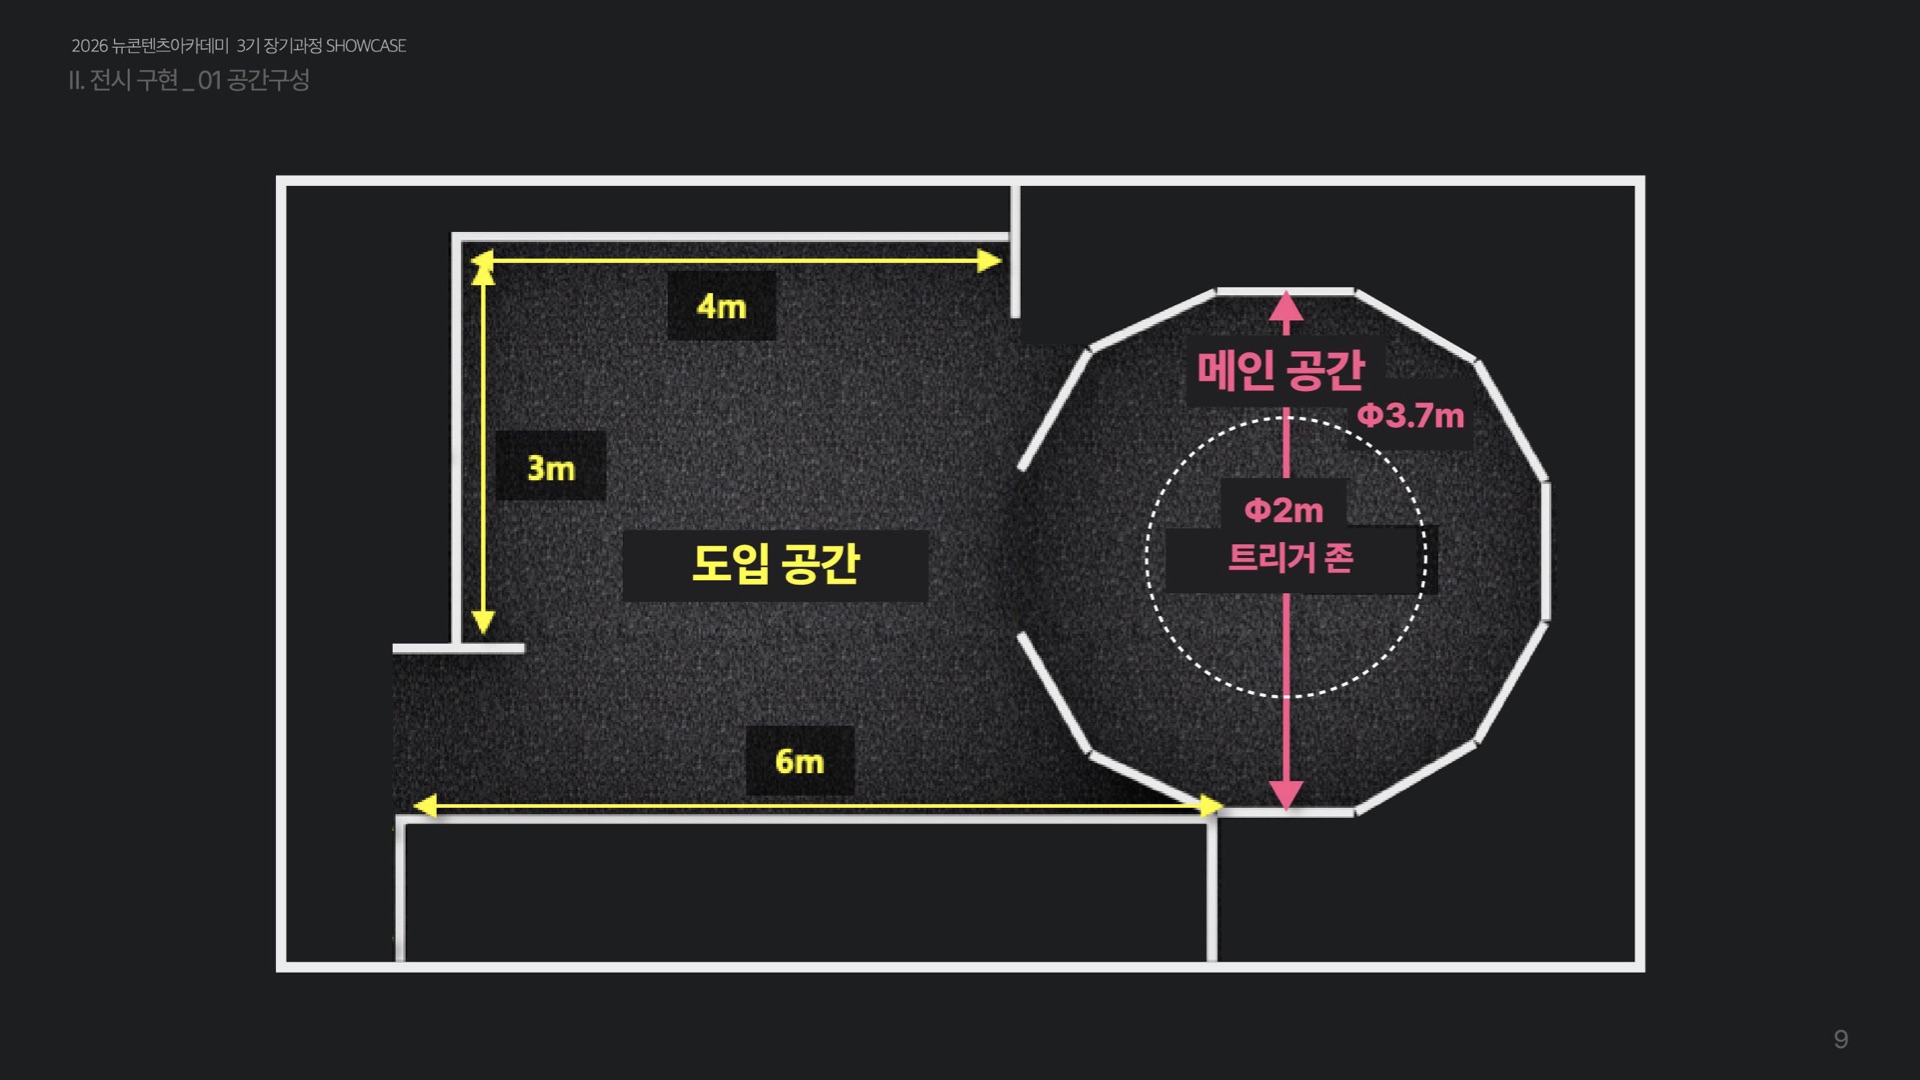 2026 뉴콘텐츠아카데미 3기 장기과정 SHOWCASE
II. 전시 구현 _ 01 공간구성
4m
메인 공간
Φ3.7m
3m
Φ2m
트리거 존
도입 공간
6m
9